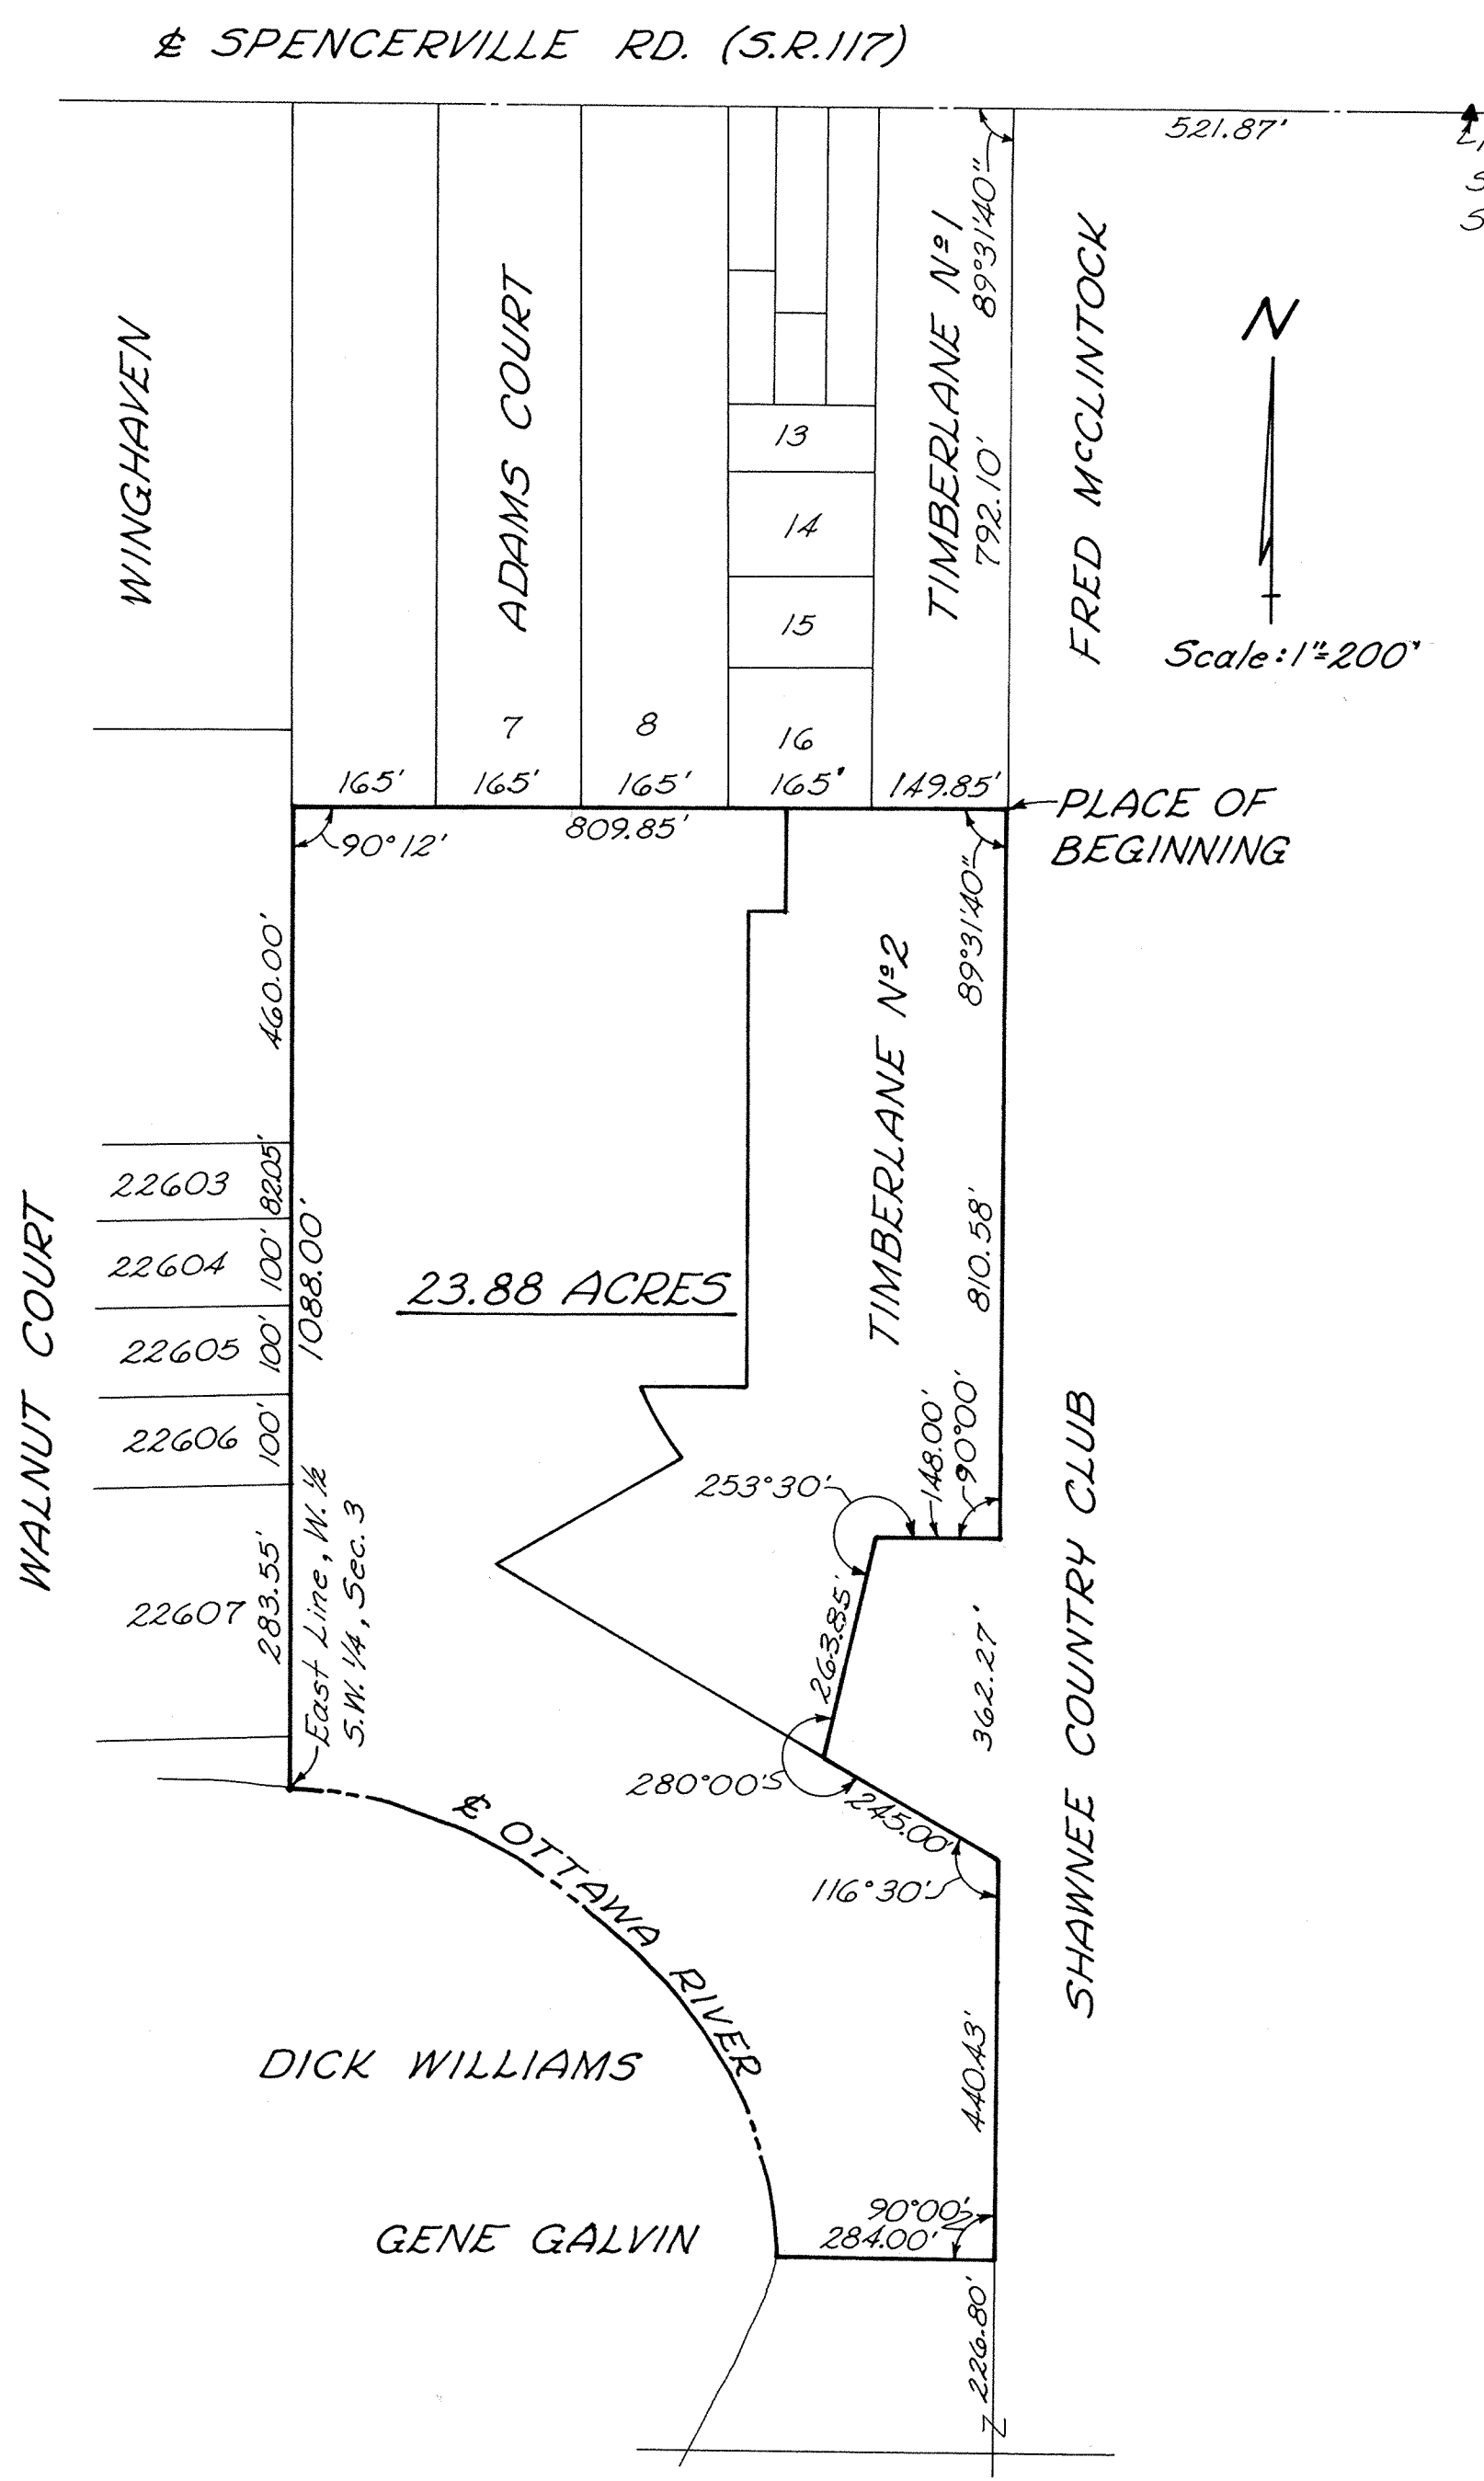 ℄ SPENCERVILLE RD. (S.R.117)
521.87'
WINGHAVEN
ADAMS COURT
TIMBERLANE Nº1
89°31'40"
792.10'
FRED McCLINTOCK
N
Scale:1"=200'
13
14
15
16
7
8
165'
165'
165'
165'
149.85'
PLACE OF
BEGINNING
90°12'
809.85'
89°31'40"
460.00'
TIMBERLANE Nº2
810.58'
WALNUT COURT
22603
82.05'
22604
100'
22605
100'
22606
100'
22607
283.55'
1088.00'
23.88 ACRES
East Line, W.½
S.W.¼, Sec. 3
148.00'
90°00'
253°30'
263.85'
362.27'
SHAWNEE COUNTRY CLUB
280°00'
245.00'
116°30'
℄ OTTAWA RIVER
DICK WILLIAMS
440.43'
GENE GALVIN
90°00'
284.00'
226.80'